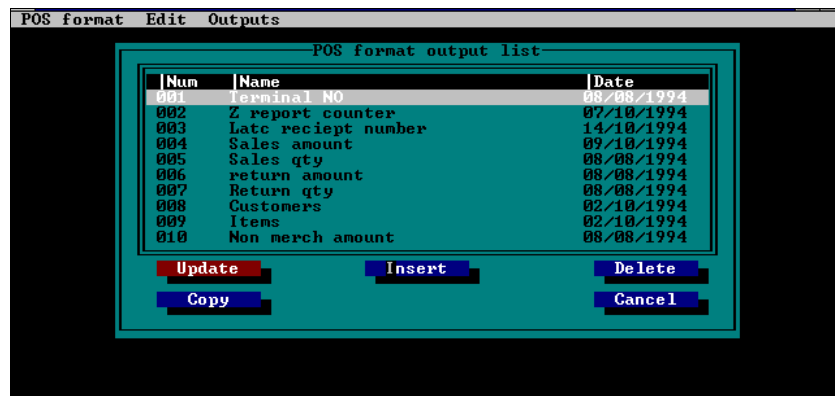 POS format Edit Outputs
POS format output list
|Num |Name |Date
001 Terminal NO 08/08/1994
002 Z report counter 07/10/1994
003 Latc reciept number 14/10/1994
004 Sales amount 09/10/1994
005 Sales qty 08/08/1994
006 return amount 08/08/1994
007 Return qty 08/08/1994
008 Customers 02/10/1994
009 Items 02/10/1994
010 Non merch amount 08/08/1994
Update Insert Delete
Copy Cancel